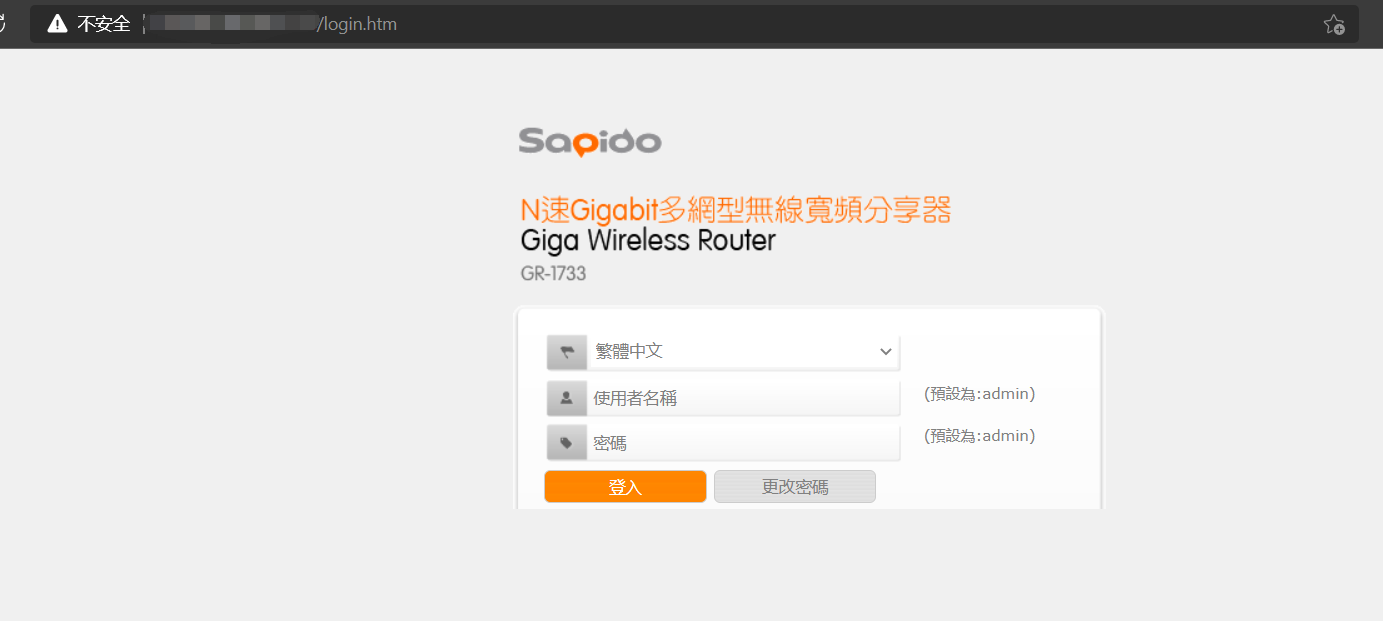 不安全 /login.htm
Sapido
N速Gigabit多網型無線寬頻分享器
Giga Wireless Router
GR-1733
繁體中文
使用者名稱 (預設為:admin)
密碼 (預設為:admin)
登入 更改密碼